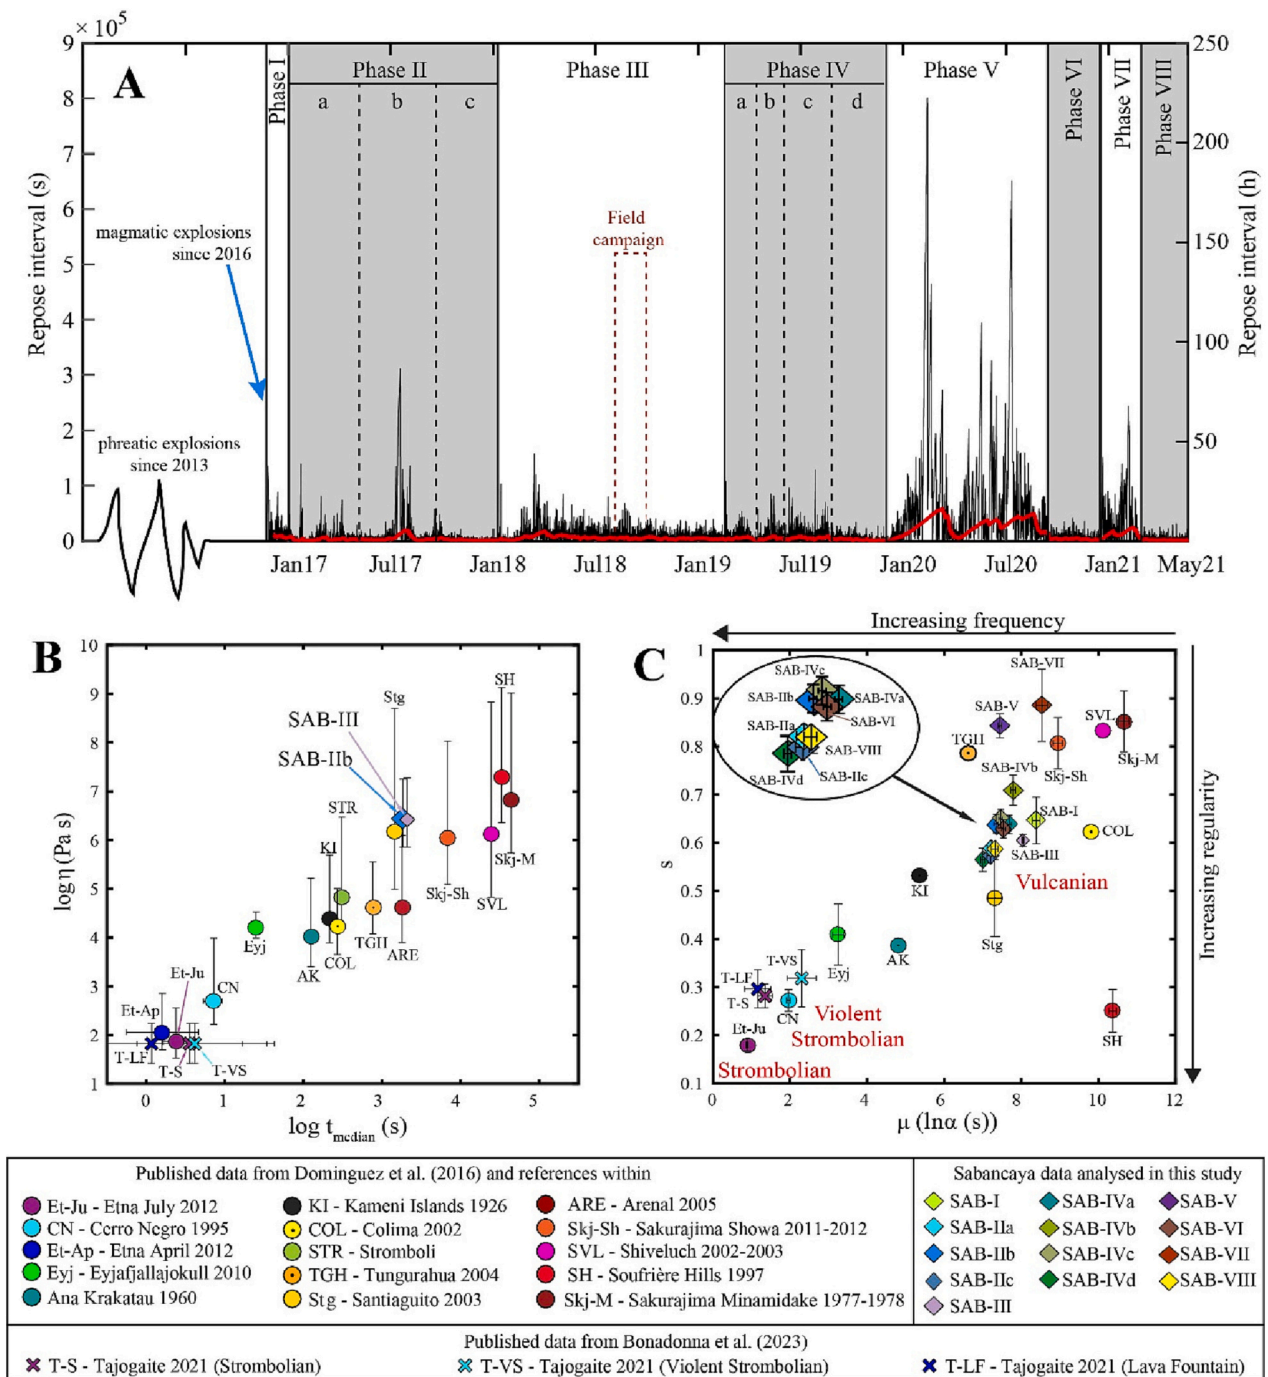 × 10⁵
A
Phase I
Phase II
Phase III
Phase IV
Phase V
Phase VI
Phase VII
Phase VIII
a
b
c
a
b
c
d
9
8
7
6
5
4
3
2
1
0
Repose interval (s)
250
200
150
100
50
Repose interval (h)
magmatic explosions
since 2016
phreatic explosions
since 2013
Field
campaign
Jan17
Jul17
Jan18
Jul18
Jan19
Jul19
Jan20
Jul20
Jan21
May21
B
10
9
8
7
6
5
4
3
2
1
logη (Pa s)
SAB-III
SAB-IIb
Stg
SH
STR
KI
Skj-M
Skj-Sh
SVL
Eyj
AK
COL
TGH
ARE
Et-Ju
CN
Et-Ap
T-LF
T-S
T-VS
0
1
2
3
4
5
log tmedian (s)
C
Increasing frequency
Increasing regularity
1
0.9
0.8
0.7
0.6
0.5
0.4
0.3
0.2
0.1
s
SAB-IVc
SAB-IIb
SAB-IVa
SAB-VI
SAB-IIa
SAB-VIII
SAB-IVd
SAB-IIc
SAB-VII
SAB-V
SVL
TGH
Skj-Sh
Skj-M
SAB-IVb
SAB-I
COL
SAB-III
KI
Vulcanian
Stg
T-VS
Eyj
AK
T-LF
T-S
CN
Violent
Strombolian
Et-Ju
SH
Strombolian
0
2
4
6
8
10
12
μ (lnα (s))
Published data from Dominguez et al. (2016) and references within
Et-Ju - Etna July 2012
CN - Cerro Negro 1995
Et-Ap - Etna April 2012
Eyj - Eyjafjallajokull 2010
Ana Krakatau 1960
KI - Kameni Islands 1926
COL - Colima 2002
STR - Stromboli
TGH - Tungurahua 2004
Stg - Santiaguito 2003
ARE - Arenal 2005
Skj-Sh - Sakurajima Showa 2011-2012
SVL - Shiveluch 2002-2003
SH - Soufrière Hills 1997
Skj-M - Sakurajima Minamidake 1977-1978
Sabancaya data analysed in this study
SAB-I
SAB-IIa
SAB-IIb
SAB-IIc
SAB-III
SAB-IVa
SAB-IVb
SAB-IVc
SAB-IVd
SAB-V
SAB-VI
SAB-VII
SAB-VIII
Published data from Bonadonna et al. (2023)
T-S - Tajogaite 2021 (Strombolian)
T-VS - Tajogaite 2021 (Violent Strombolian)
T-LF - Tajogaite 2021 (Lava Fountain)